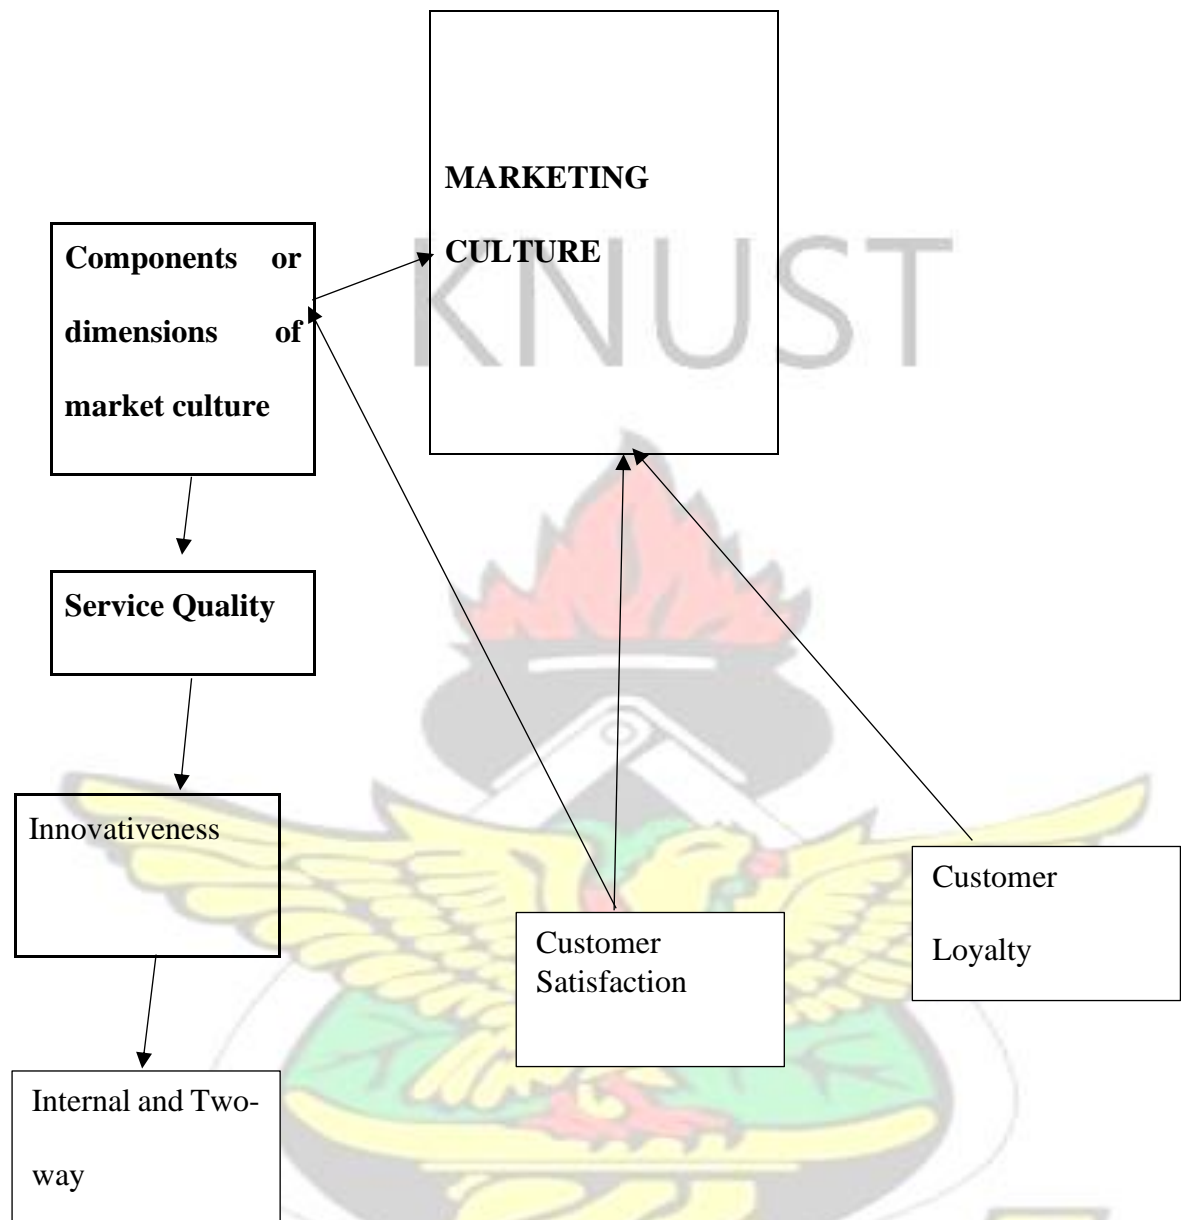 MARKETING
CULTURE
KNUST
Components or
dimensions of
market culture
Service Quality
Innovativeness
Customer
Satisfaction
Customer
Loyalty
Internal and Two-
way